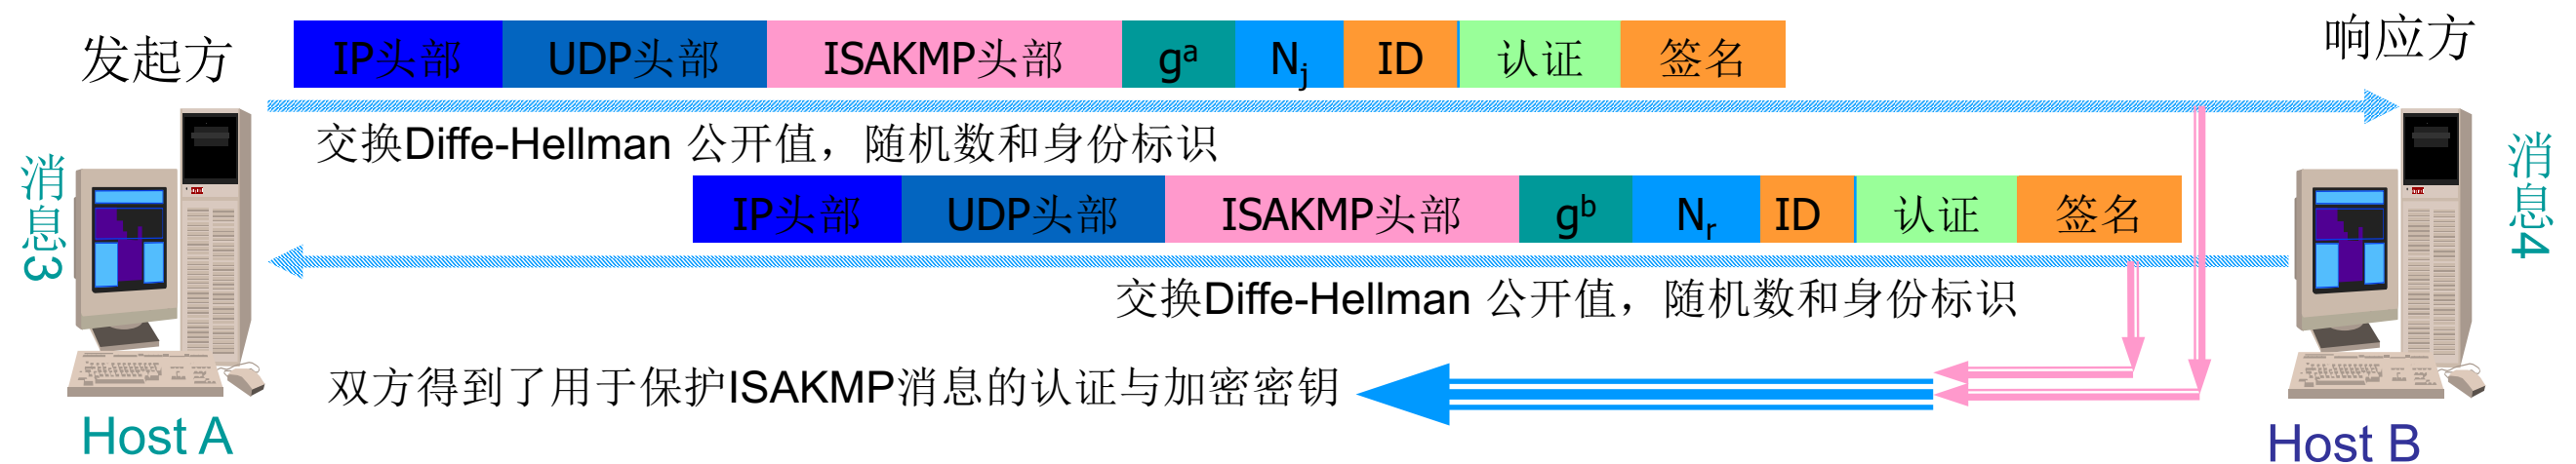 发起方
IP头部 UDP头部 ISAKMP头部 gᵃ Nⱼ ID 认证 签名
响应方
交换Diffe-Hellman 公开值，随机数和身份标识
消息3
消息4
IP头部 UDP头部 ISAKMP头部 gᵇ Nᵣ ID 认证 签名
交换Diffe-Hellman 公开值，随机数和身份标识
双方得到了用于保护ISAKMP消息的认证与加密密钥
Host A
Host B